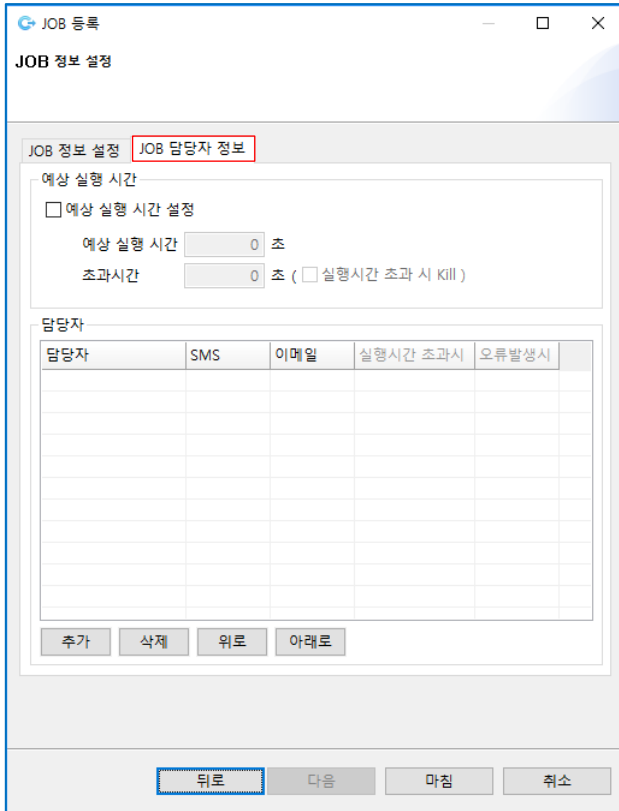 JOB 등록
JOB 정보 설정
JOB 정보 설정 JOB 담당자 정보
예상 실행 시간
예상 실행 시간 설정
예상 실행 시간 0 초
초과시간 0 초 ( 실행시간 초과 시 Kill )
담당자
담당자 SMS 이메일 실행시간 초과시 오류발생시
추가 삭제 위로 아래로
뒤로 다음 마침 취소